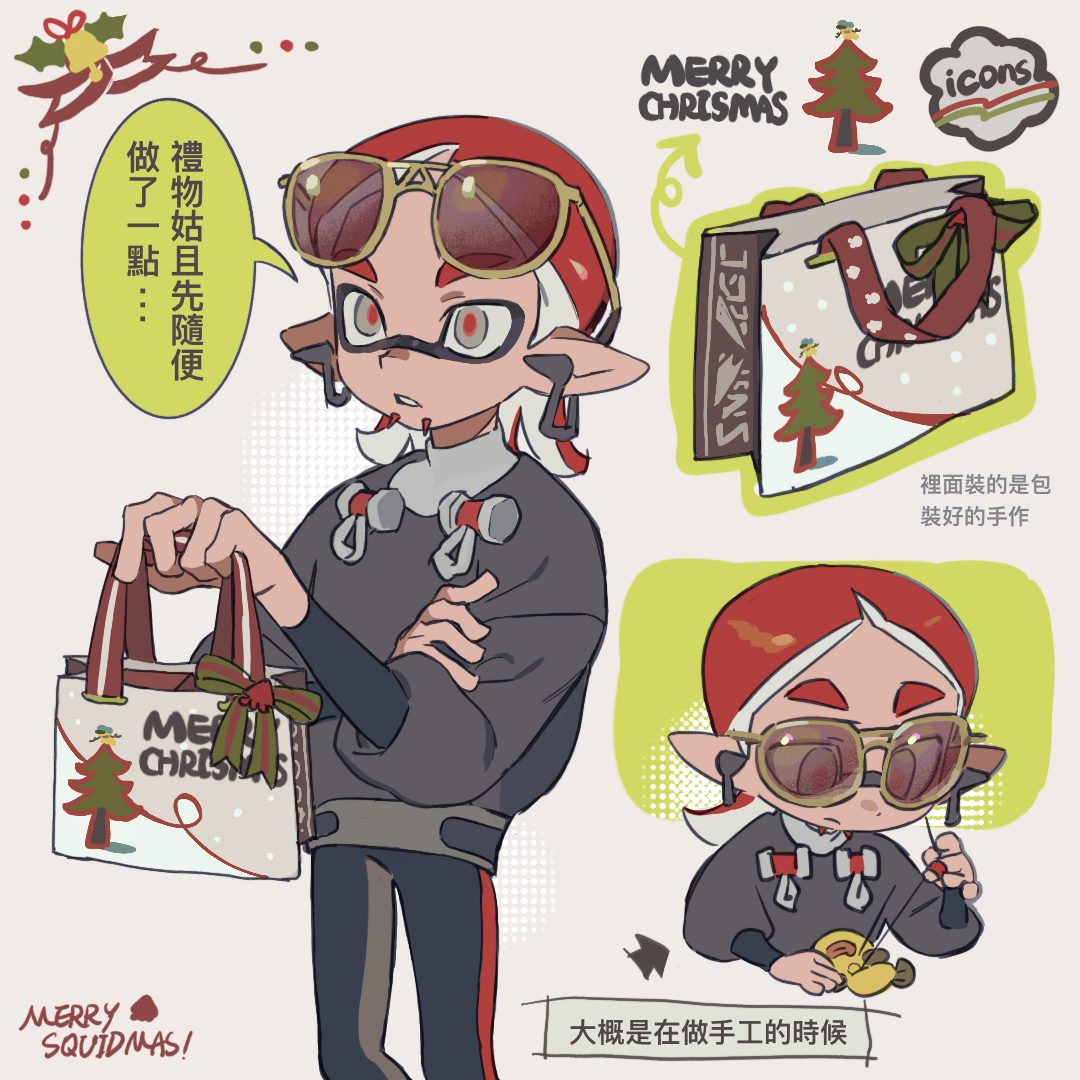 MERRY
CHRISMAS
icons
禮物姑且先隨便
做了一點：
MERRY
CHRISMAS
裡面裝的是包
裝好的手作
MERRY
CHRISMAS
大概是在做手工的時候
MERRY
SQUIDMAS!